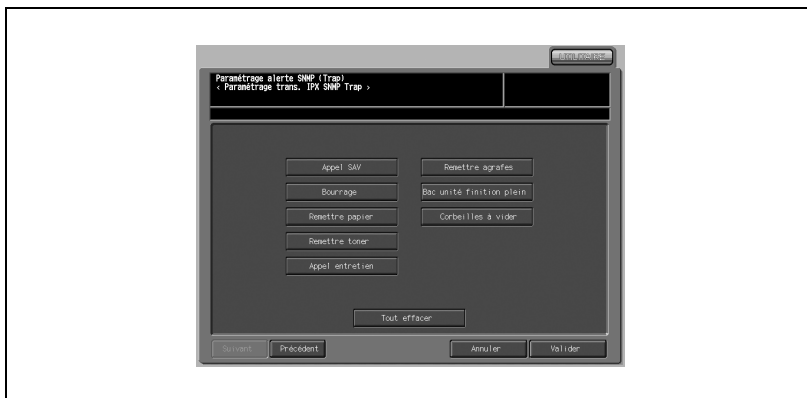 UTILITAIRE
Paramétrage alerte SNMP (Trap)
< Paramétrage trans. IPX SNMP Trap >
Appel SAV
Remettre agrafes
Bourrage
Bac unité finition plein
Remettre papier
Corbeilles à vider
Remettre toner
Appel entretien
Tout effacer
Suivant
Précédent
Annuler
Valider